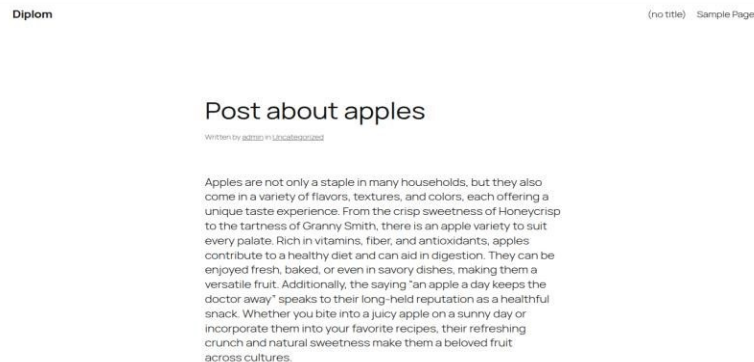 Diplom
(no title) Sample Page
Post about apples
Written by admin in Uncategorized
Apples are not only a staple in many households, but they also
come in a variety of flavors, textures, and colors, each offering a
unique taste experience. From the crisp sweetness of Honeycrisp
to the tartness of Granny Smith, there is an apple variety to suit
every palate. Rich in vitamins, fiber, and antioxidants, apples
contribute to a healthy diet and can aid in digestion. They can be
enjoyed fresh, baked, or even in savory dishes, making them a
versatile fruit. Additionally, the saying “an apple a day keeps the
doctor away” speaks to their long-held reputation as a healthful
snack. Whether you bite into a juicy apple on a sunny day or
incorporate them into your favorite recipes, their refreshing
crunch and natural sweetness make them a beloved fruit
across cultures.